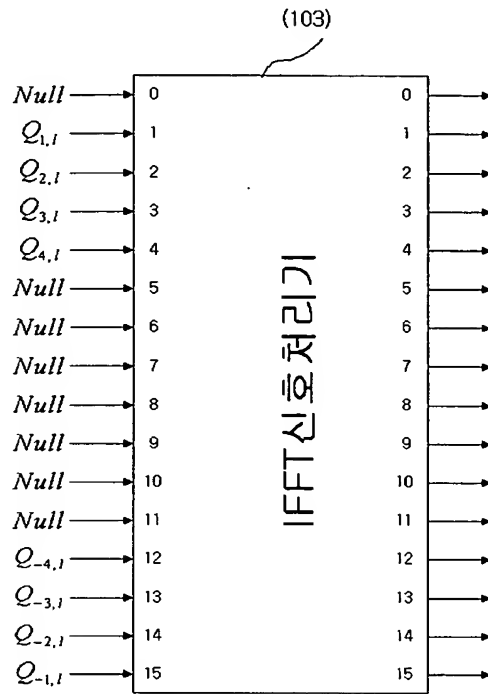 (103)
Null 0 0
Q1,l 1 1
Q2,l 2 2
Q3,l 3 3
Q4,l 4 4
Null 5 5
Null 6 6
Null 7 7
Null 8 8
Null 9 9
Null 10 10
Null 11 11
Q-4,l 12 12
Q-3,l 13 13
Q-2,l 14 14
Q-1,l 15 15
IFFT신호처리기